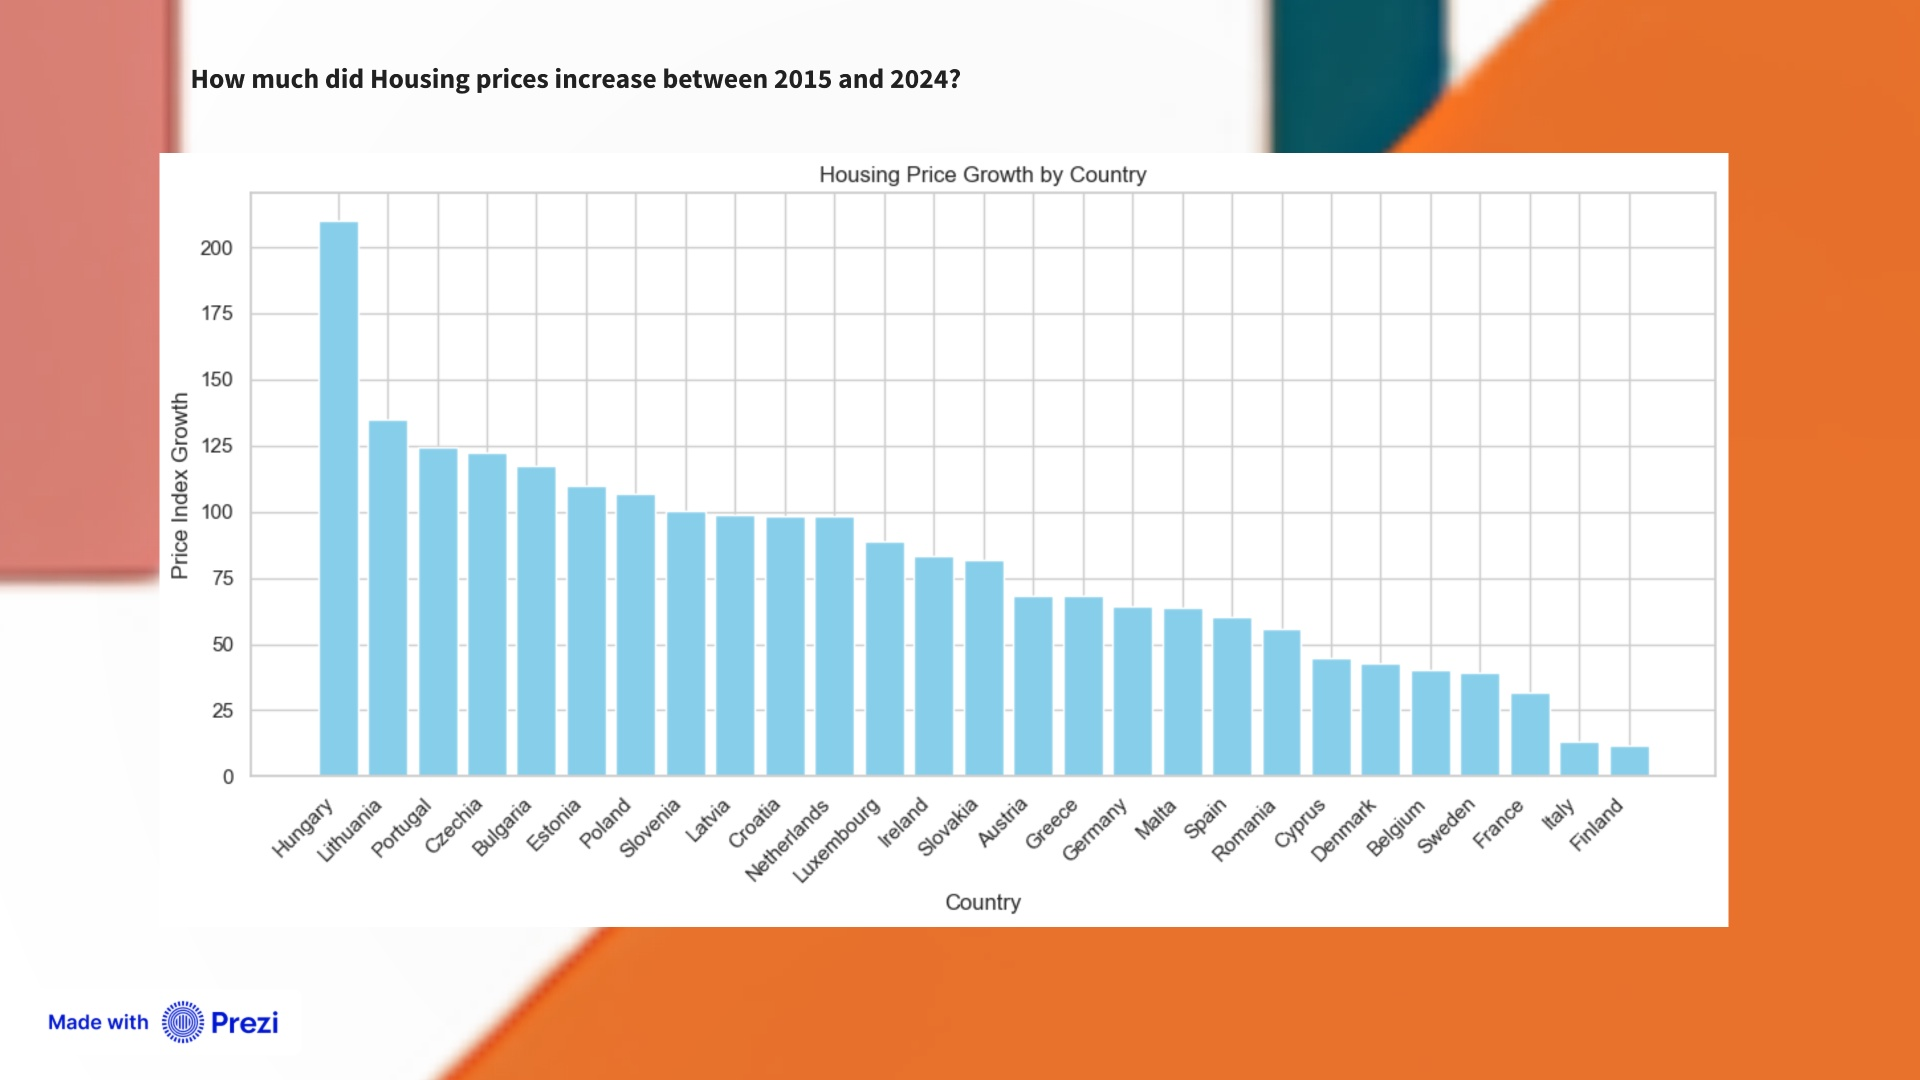 How much did Housing prices increase between 2015 and 2024?
Housing Price Growth by Country
Price Index Growth
200
175
150
125
100
75
50
25
0
Hungary
Lithuania
Portugal
Czechia
Bulgaria
Estonia
Poland
Slovenia
Latvia
Croatia
Netherlands
Luxembourg
Ireland
Slovakia
Austria
Greece
Germany
Malta
Spain
Romania
Cyprus
Denmark
Belgium
Sweden
France
Italy
Finland
Country
Made with Prezi